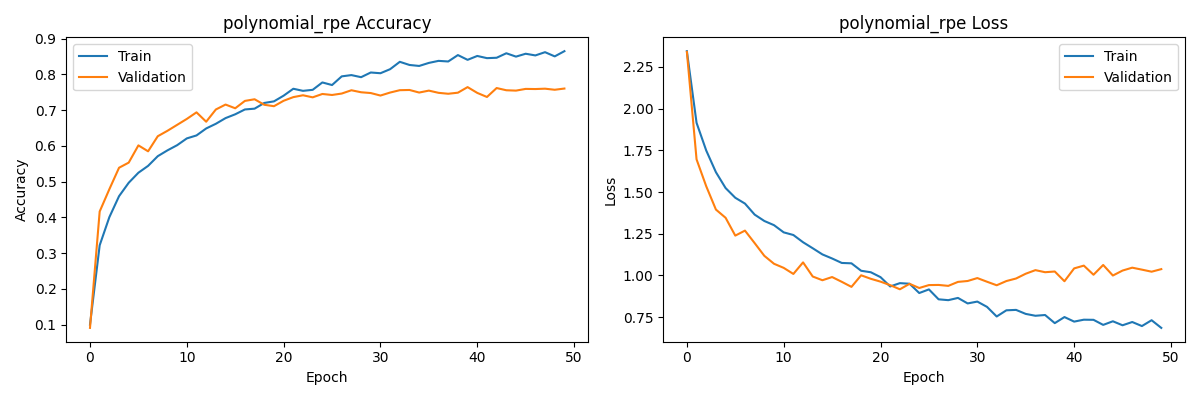 polynomial_rpe Accuracy
Train
Validation
0.9
0.8
0.7
0.6
0.5
0.4
0.3
0.2
0.1
Accuracy
0 10 20 30 40 50
Epoch
polynomial_rpe Loss
Train
Validation
2.25
2.00
1.75
1.50
1.25
1.00
0.75
Loss
0 10 20 30 40 50
Epoch